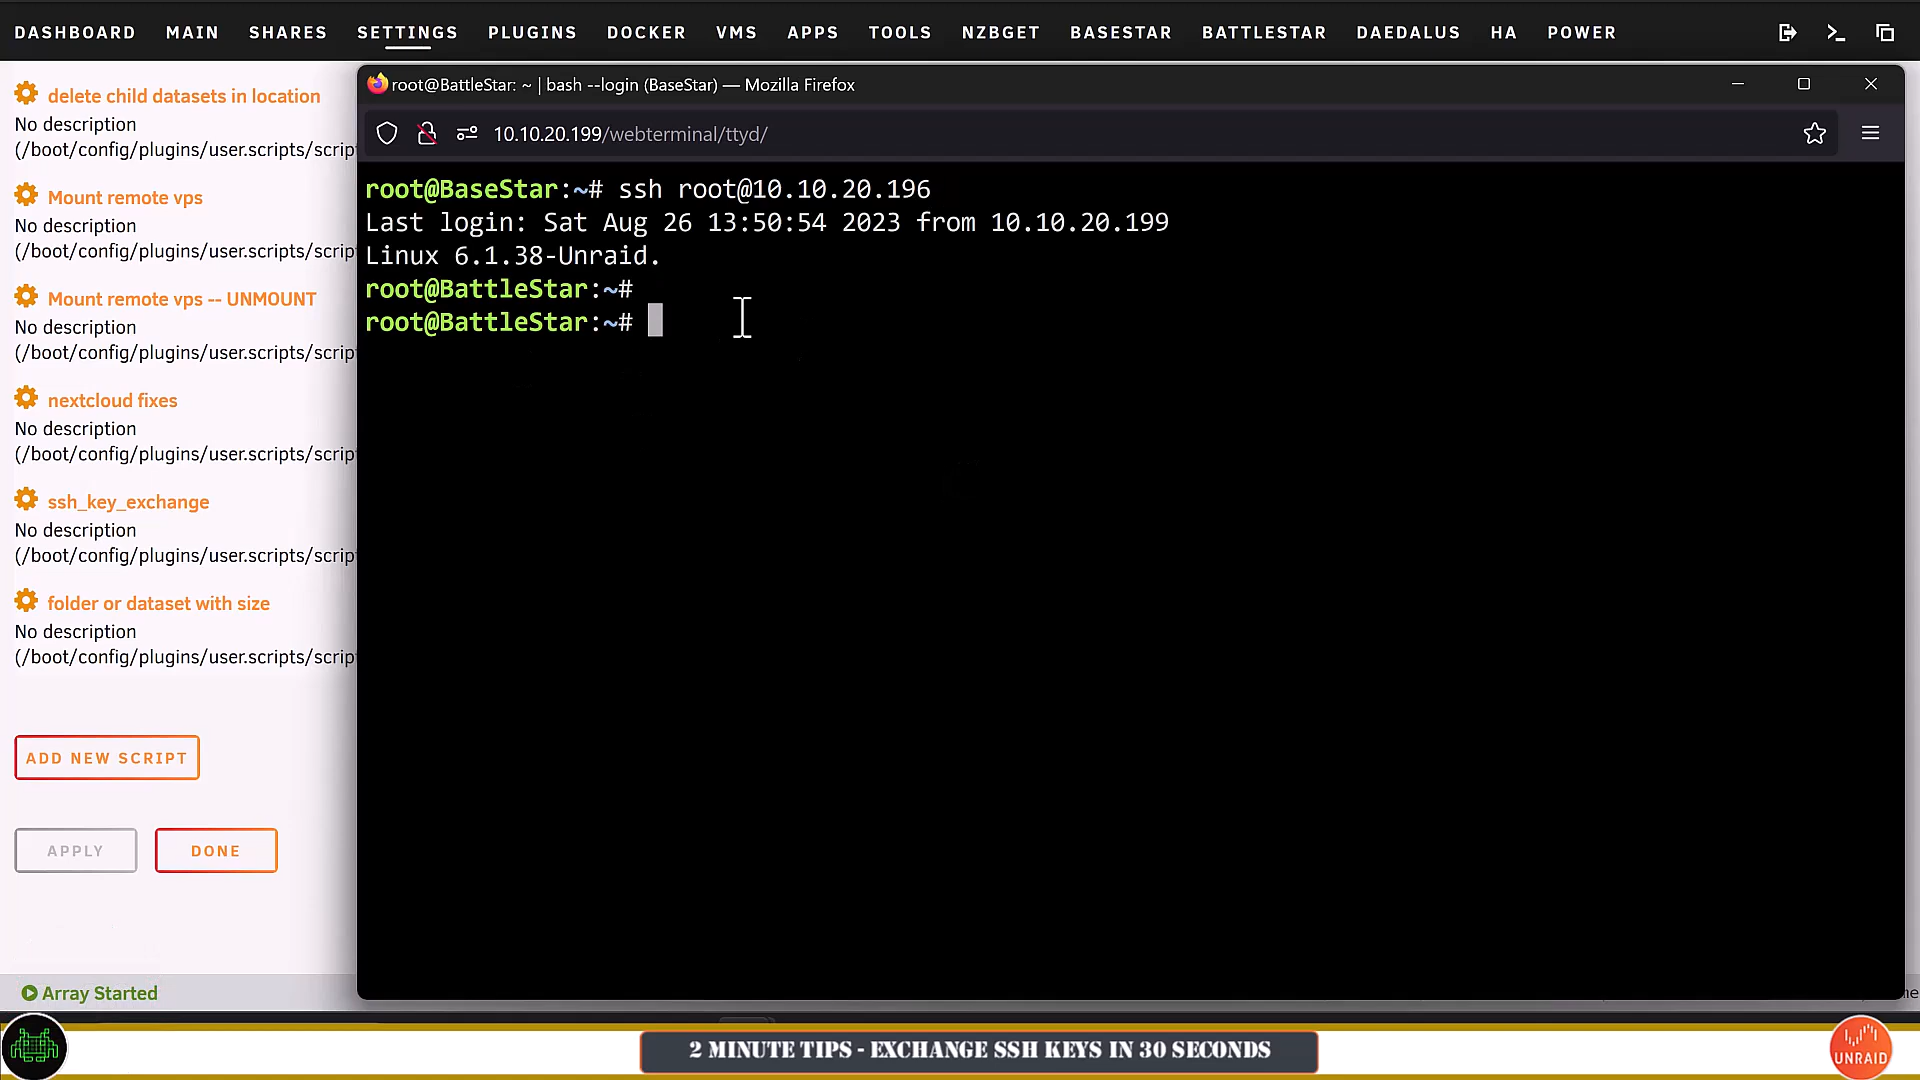 DASHBOARD MAIN SHARES SETTINGS PLUGINS DOCKER VMS APPS TOOLS NZBGET BASESTAR BATTLESTAR DAEDALUS HA POWER
delete child datasets in location
No description
(/boot/config/plugins/user.scripts/script
Mount remote vps
No description
(/boot/config/plugins/user.scripts/script
Mount remote vps -- UNMOUNT
No description
(/boot/config/plugins/user.scripts/script
nextcloud fixes
No description
(/boot/config/plugins/user.scripts/script
ssh_key_exchange
No description
(/boot/config/plugins/user.scripts/script
folder or dataset with size
No description
(/boot/config/plugins/user.scripts/script
ADD NEW SCRIPT
APPLY DONE
Array Started
root@BattleStar: ~ | bash --login (BaseStar) — Mozilla Firefox
10.10.20.199/webterminal/ttyd/
root@BaseStar:~# ssh root@10.10.20.196
Last login: Sat Aug 26 13:50:54 2023 from 10.10.20.199
Linux 6.1.38-Unraid.
root@BattleStar:~#
root@BattleStar:~#
2 MINUTE TIPS - EXCHANGE SSH KEYS IN 30 SECONDS
UNRAID